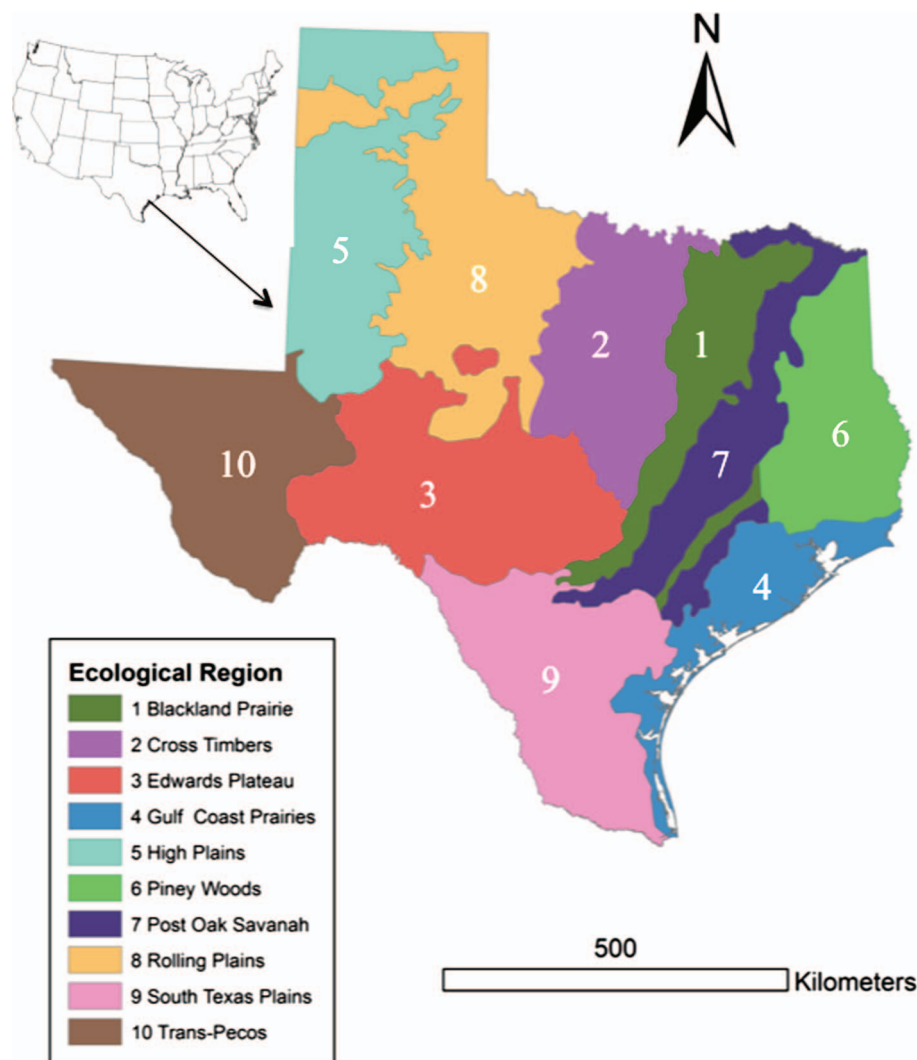 N
5
8
2
1
6
7
10
3
4
9
Ecological Region
1 Blackland Prairie
2 Cross Timbers
3 Edwards Plateau
4 Gulf Coast Prairies
5 High Plains
6 Piney Woods
7 Post Oak Savanah
8 Rolling Plains
9 South Texas Plains
10 Trans-Pecos
500
Kilometers